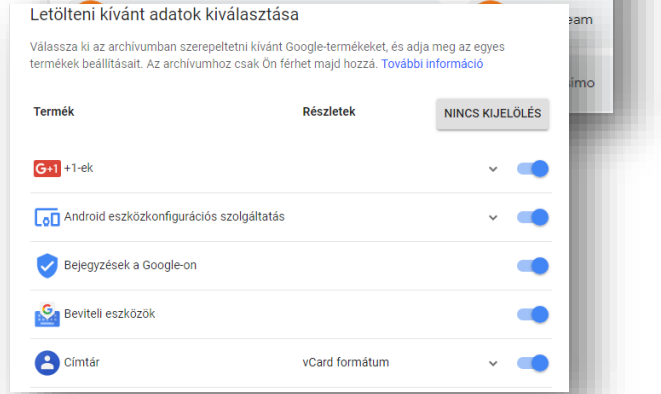 Letölteni kívánt adatok kiválasztása
Válassza ki az archívumban szerepeltetni kívánt Google-termékeket, és adja meg az egyes
termékek beállításait. Az archívumhoz csak Ön férhet majd hozzá. További információ
Termék Részletek NINCS KIJELÖLÉS
G+1 +1-ek
Android eszközkonfigurációs szolgáltatás
Bejegyzések a Google-on
G Beviteli eszközök
Címtár vCard formátum